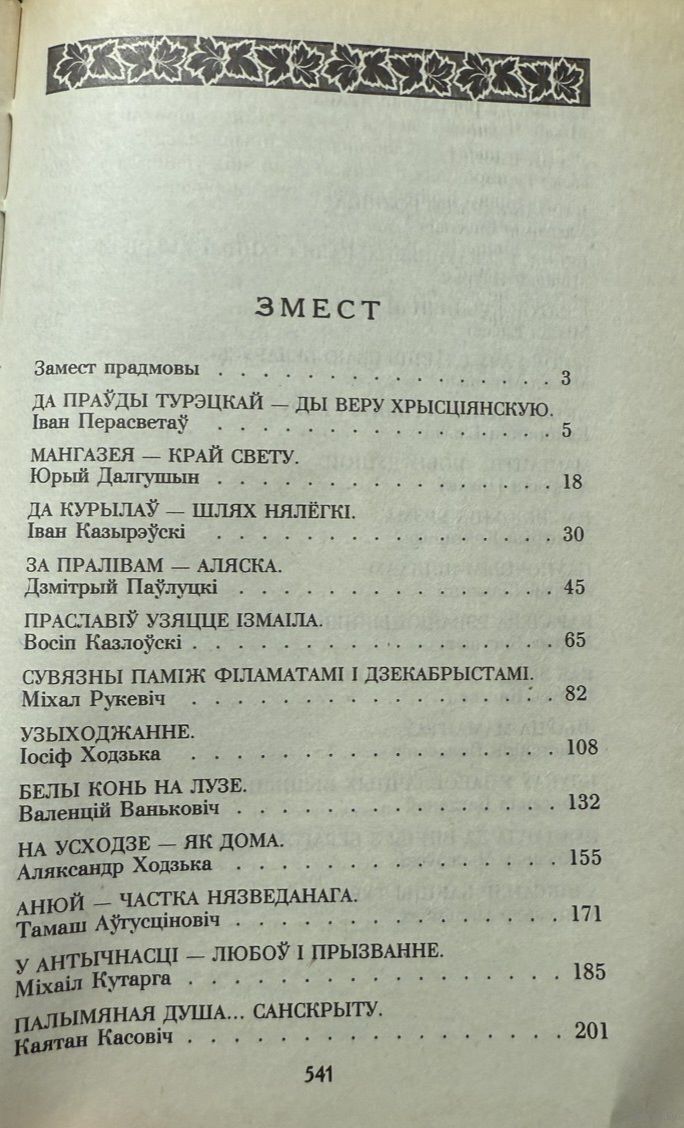 ЗМЕСТ
Замест прадмовы . . . . . . . . . . . . . . . 3
ДА ПРАЎДЫ ТУРЭЦКАЙ — ДЫ ВЕРУ ХРЫСЦІЯНСКУЮ.
Іван Перасветаў . . . . . . . . . . . . . . . 5
МАНГАЗЕЯ — КРАЙ СВЕТУ.
Юрый Далгушын . . . . . . . . . . . . . . . 18
ДА КУРЫЛАЎ — ШЛЯХ НЯЛЁГКІ.
Іван Казырэўскі . . . . . . . . . . . . . . . 30
ЗА ПРАЛІВАМ — АЛЯСКА.
Дзмітрый Паўлуцкі . . . . . . . . . . . . . . 45
ПРАСЛАВІЎ УЗЯЦЦЕ ІЗМАІЛА.
Восіп Казлоўскі . . . . . . . . . . . . . . . 65
СУВЯЗНЫ ПАМІЖ ФІЛАМАТАМІ І ДЗЕКАБРЫСТАМІ.
Міхал Рукевіч . . . . . . . . . . . . . . . 82
УЗЫХОДЖАННЕ.
Іосіф Ходзька . . . . . . . . . . . . . . . 108
БЕЛЫ КОНЬ НА ЛУЗЕ.
Валенцій Ваньковіч . . . . . . . . . . . . . 132
НА УСХОДЗЕ — ЯК ДОМА.
Аляксандр Ходзька . . . . . . . . . . . . . . 155
АНЮЙ — ЧАСТКА НЯЗВЕДАНАГА.
Тамаш Аўгусціновіч . . . . . . . . . . . . . 171
У АНТЫЧНАСЦІ — ЛЮБОЎ І ПРЫЗВАННЕ.
Міхаіл Кутарга . . . . . . . . . . . . . . . 185
ПАЛЫМЯНАЯ ДУША... САНСКРЫТУ.
Каятан Касовіч . . . . . . . . . . . . . . . 201
541